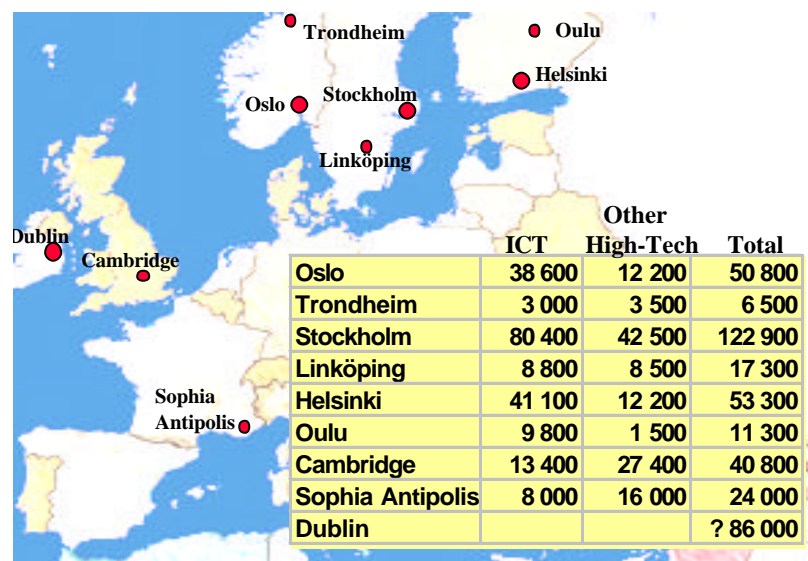 Trondheim
Oulu
Helsinki
Stockholm
Oslo
Linköping
Dublin
Cambridge
Sophia
Antipolis
Other
ICT High-Tech Total
Oslo 38 600 12 200 50 800
Trondheim 3 000 3 500 6 500
Stockholm 80 400 42 500 122 900
Linköping 8 800 8 500 17 300
Helsinki 41 100 12 200 53 300
Oulu 9 800 1 500 11 300
Cambridge 13 400 27 400 40 800
Sophia Antipolis 8 000 16 000 24 000
Dublin ? 86 000